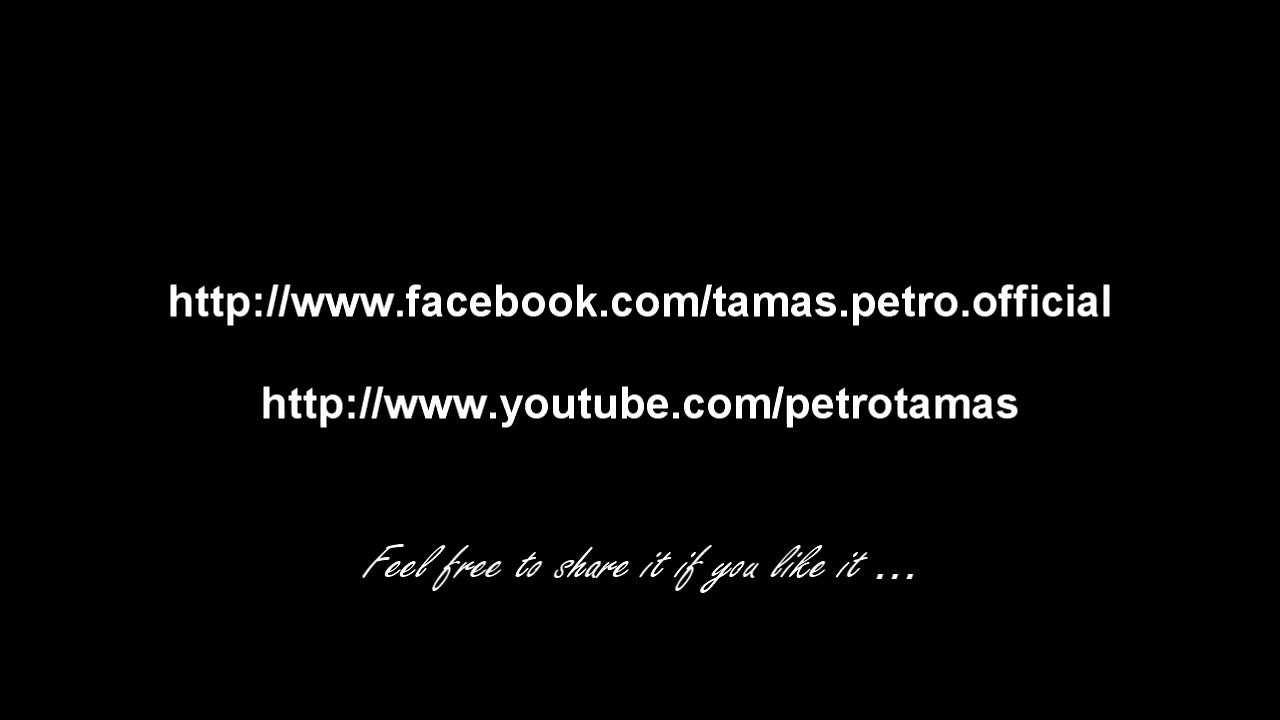 http://www.facebook.com/tamas.petro.official
http://www.youtube.com/petrotamas
Feel free to share it if you like it ...